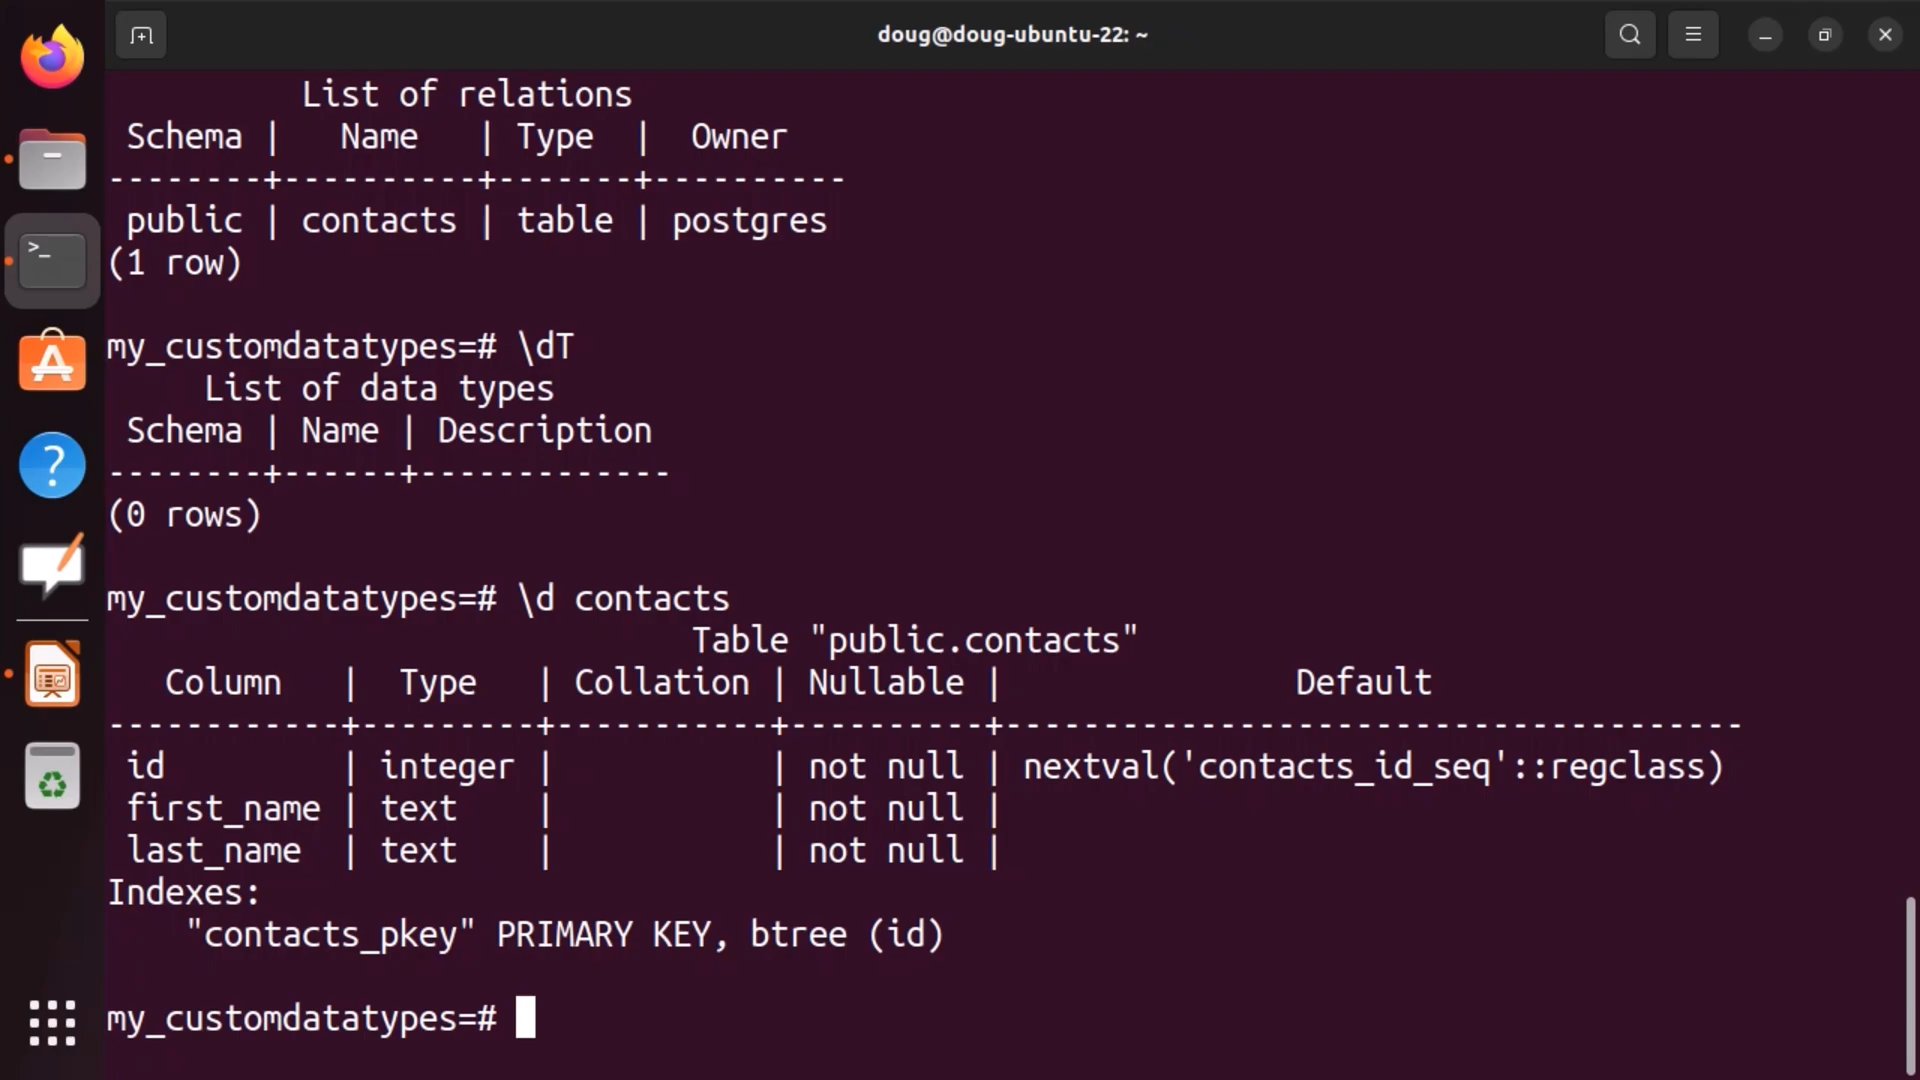 doug@doug-ubuntu-22: ~
        List of relations
 Schema |   Name   | Type  |  Owner
--------+----------+-------+----------
 public | contacts | table | postgres
(1 row)

my_customdatatypes=# \dT
     List of data types
 Schema | Name | Description
--------+------+-------------
(0 rows)

my_customdatatypes=# \d contacts
                              Table "public.contacts"
   Column   |  Type   | Collation | Nullable |               Default
------------+---------+-----------+----------+--------------------------------------
 id         | integer |           | not null | nextval('contacts_id_seq'::regclass)
 first_name | text    |           | not null |
 last_name  | text    |           | not null |
Indexes:
    "contacts_pkey" PRIMARY KEY, btree (id)

my_customdatatypes=#